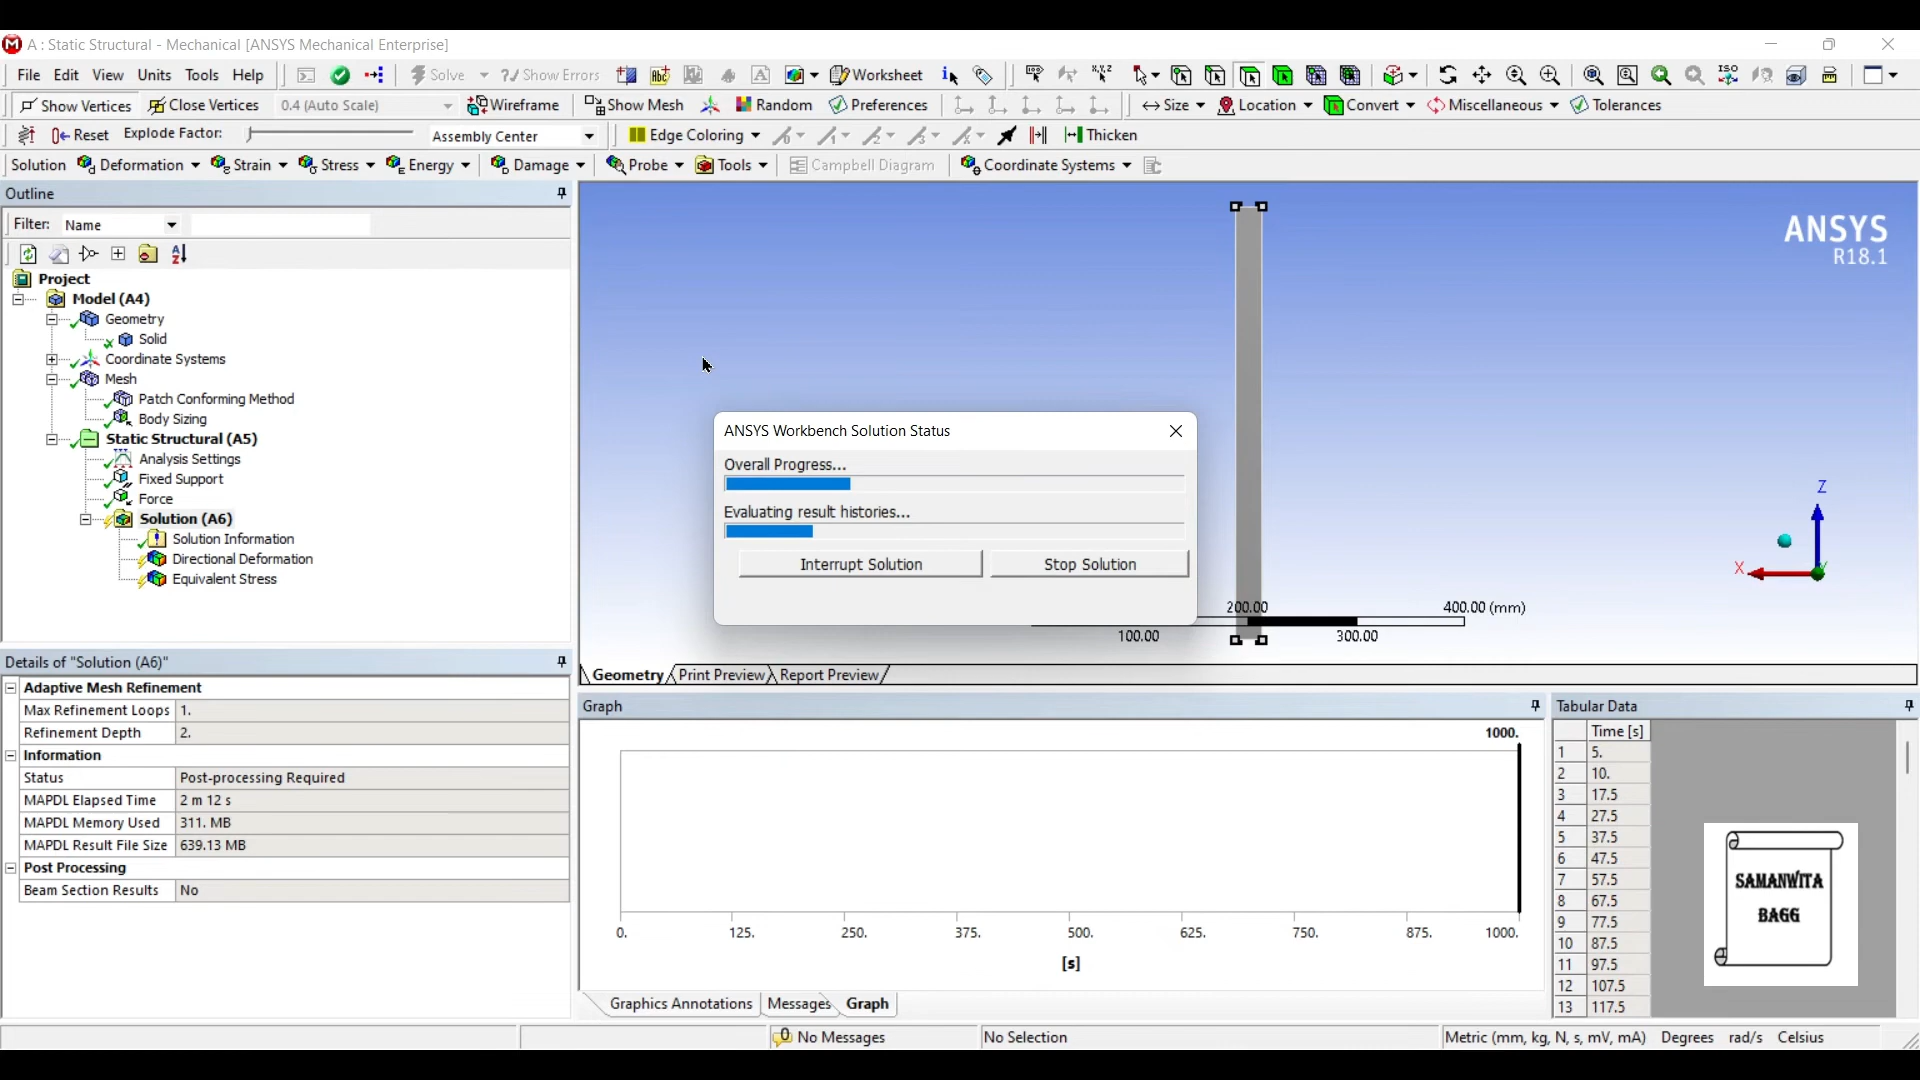 A : Static Structural - Mechanical [ANSYS Mechanical Enterprise]
File Edit View Units Tools Help Solve ?/ Show Errors Worksheet
Show Vertices Close Vertices 0.4 (Auto Scale) Wireframe Show Mesh Random Preferences Size Location Convert Miscellaneous Tolerances
Reset Explode Factor: Assembly Center Edge Coloring Thicken
Solution Deformation Strain Stress Energy Damage Probe Tools Campbell Diagram Coordinate Systems
Outline
Filter: Name
Project
Model (A4)
Geometry
Solid
Coordinate Systems
Mesh
Patch Conforming Method
Body Sizing
Static Structural (A5)
Analysis Settings
Fixed Support
Force
Solution (A6)
Solution Information
Directional Deformation
Equivalent Stress
ANSYS
R18.1
ANSYS Workbench Solution Status
Overall Progress...
Evaluating result histories...
Interrupt Solution Stop Solution
Z
X
200.00 400.00 (mm)
100.00 300.00
Geometry Print Preview Report Preview
Details of "Solution (A6)"
Adaptive Mesh Refinement
Max Refinement Loops 1.
Refinement Depth 2.
Information
Status Post-processing Required
MAPDL Elapsed Time 2 m 12 s
MAPDL Memory Used 311. MB
MAPDL Result File Size 639.13 MB
Post Processing
Beam Section Results No
Graph
1000.
0. 125. 250. 375. 500. 625. 750. 875. 1000.
[s]
Graphics Annotations Messages Graph
Tabular Data
Time [s]
1 5.
2 10.
3 17.5
4 27.5
5 37.5
6 47.5
7 57.5
8 67.5
9 77.5
10 87.5
11 97.5
12 107.5
13 117.5
SAMANWITA
BAGG
0 No Messages No Selection Metric (mm, kg, N, s, mV, mA) Degrees rad/s Celsius